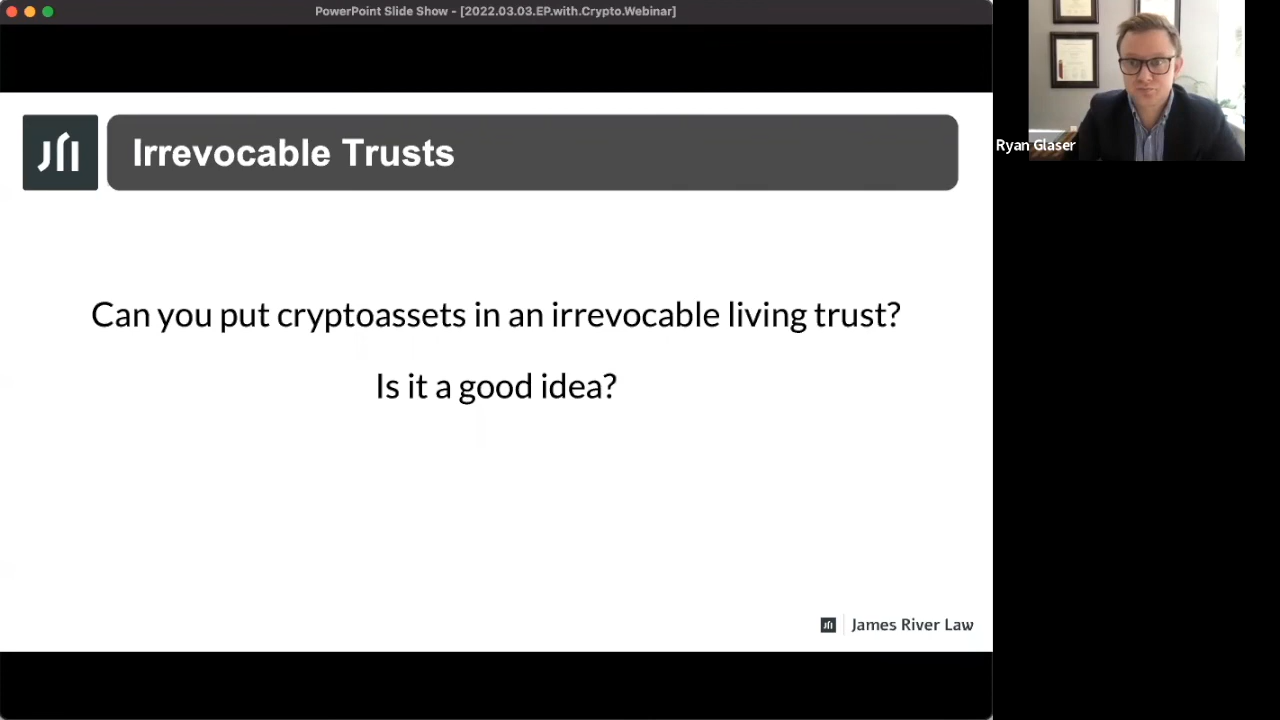 PowerPoint Slide Show - [2022.03.03.EP.with.Crypto.Webinar]
Irrevocable Trusts
Can you put cryptoassets in an irrevocable living trust?
Is it a good idea?
James River Law
Ryan Glaser